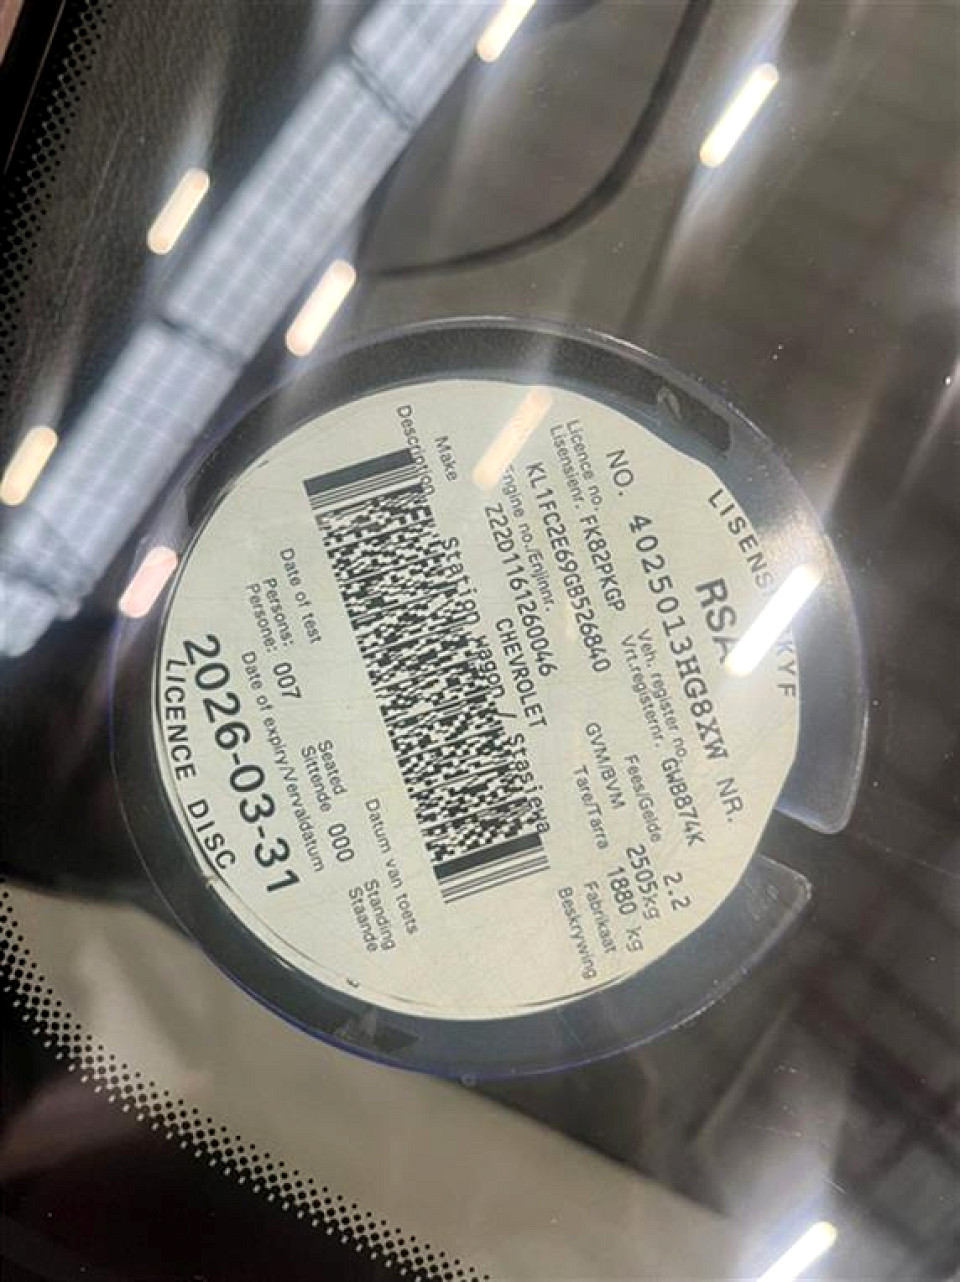 LISENS KYF
RSA
NO. 4025013HG8XW NR.
Licence no. FK82PKGP Veh. register no. GWB874K
Lisensienr. Vrt.registernr.
KL1FC2E69GB526840
Fees/Gelde 2.2
GVM/BVM 2505kg
Engine no./Enjinnr. Tare/Tarra 1880 kg
Z22D1161260046
Make CHEVROLET Fabrikaat
Description Station wagon/ Stasiewa Beskrywing
Date of test Datum van toets
Persons: 007 Seated 000 Standing
Persone: Sittende Staande
Date of expiry/Vervaldatum
2026-03-31
LICENCE DISC